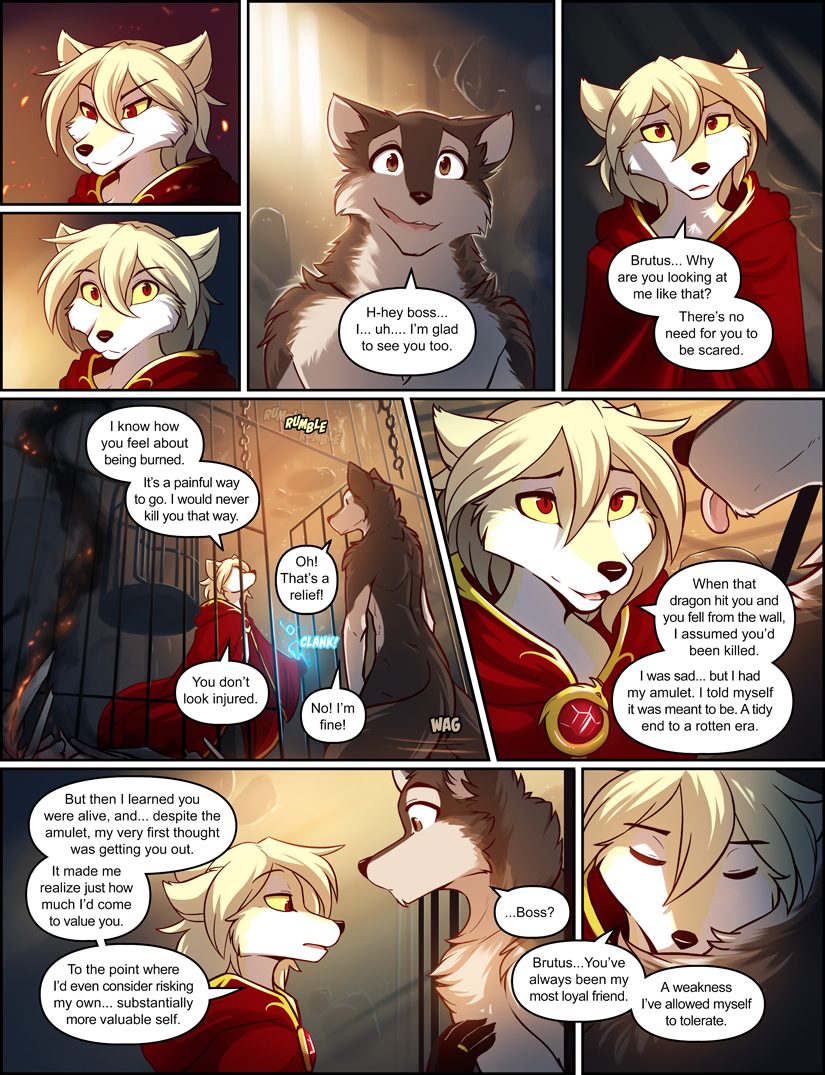 H-hey boss...
I... uh.... I'm glad
to see you too.
Brutus... Why
are you looking at
me like that?
There's no
need for you to
be scared.
I know how
you feel about
being burned.
It's a painful way
to go. I would never
kill you that way.
RUMBLE
RUMBLE
RUMBLE
Oh!
That's a
relief!
CLANK!
You don't
look injured.
No! I'm
fine!
WAG
When that
dragon hit you and
you fell from the wall,
I assumed you'd
been killed.
I was sad... but I had
my amulet. I told myself
it was meant to be. A tidy
end to a rotten era.
But then I learned you
were alive, and... despite the
amulet, my very first thought
was getting you out.
It made me
realize just how
much I'd come
to value you.
To the point where
I'd even consider risking
my own... substantially
more valuable self.
...Boss?
Brutus...You've
always been my
most loyal friend.
A weakness
I've allowed myself
to tolerate.